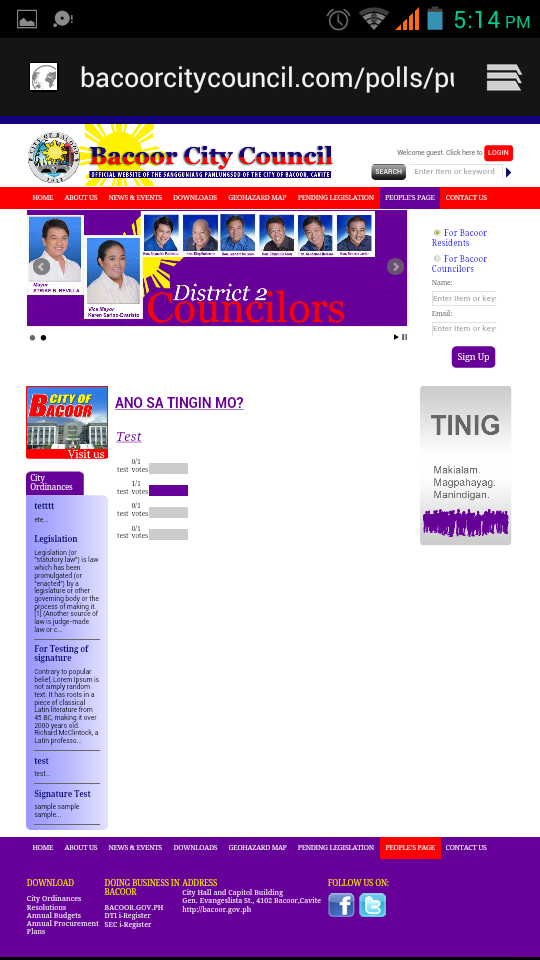 5:14 PM
bacoorcitycouncil.com/polls/pu
Bacoor City Council
OFFICIAL WEBSITE OF THE SANGGUNIANG PANLUNGSOD OF THE CITY OF BACOOR, CAVITE
Welcome guest. Click here to LOGIN
SEARCH Enter Item or keyword
HOME ABOUT US NEWS & EVENTS DOWNLOADS GEOHAZARD MAP PENDING LEGISLATION PEOPLE'S PAGE CONTACT US
Mayor
STRIKE B. REVILLA
Vice Mayor
Karen Sarino-Evaristo
District 2
Councilors
For Bacoor
Residents
For Bacoor
Councilors
Name:
Enter Item or key
Email:
Enter Item or key
Sign Up
CITY OF
BACOOR
Visit us
ANO SA TINGIN MO?
Test
0/1
test votes
1/1
test votes
0/1
test votes
0/1
test votes
TINIG
Makialam.
Magpahayag.
Manindigan.
City
Ordinances
tetttt
ete...
Legislation
Legislation (or
"statutory law") is law
which has been
promulgated (or
"enacted") by a
legislature or other
governing body or the
process of making it.
[1] (Another source of
law is judge-made
law or c...
For Testing of
signature
Contrary to popular
belief, Lorem Ipsum is
not simply random
text. It has roots in a
piece of classical
Latin literature from
45 BC, making it over
2000 years old.
Richard McClintock, a
Latin professo...
test
test...
Signature Test
sample sample
sample...
HOME ABOUT US NEWS & EVENTS DOWNLOADS GEOHAZARD MAP PENDING LEGISLATION PEOPLE'S PAGE CONTACT US
DOWNLOAD
City Ordinances
Resolutions
Annual Budgets
Annual Procurement
Plans
DOING BUSINESS IN
BACOOR
BACOOR.GOV.PH
DTI i-Register
SEC i-Register
ADDRESS
City Hall and Capitol Building
Gen. Evangeslista St., 4102 Bacoor,Cavite
http://bacoor.gov.ph
FOLLOW US ON: